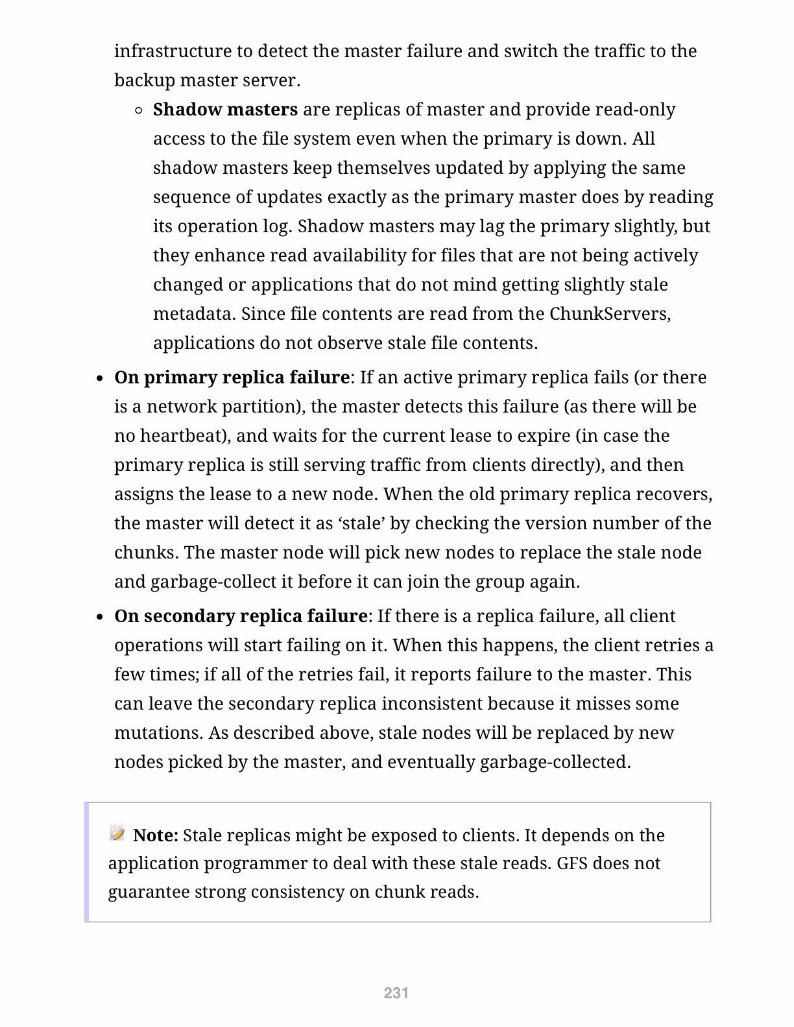 infrastructure to detect the master failure and switch the traffic to the
backup master server.
Shadow masters are replicas of master and provide read-only
access to the file system even when the primary is down. All
shadow masters keep themselves updated by applying the same
sequence of updates exactly as the primary master does by reading
its operation log. Shadow masters may lag the primary slightly, but
they enhance read availability for files that are not being actively
changed or applications that do not mind getting slightly stale
metadata. Since file contents are read from the ChunkServers,
applications do not observe stale file contents.
• On primary replica failure: If an active primary replica fails (or there
is a network partition), the master detects this failure (as there will be
no heartbeat), and waits for the current lease to expire (in case the
primary replica is still serving traffic from clients directly), and then
assigns the lease to a new node. When the old primary replica recovers,
the master will detect it as ‘stale’ by checking the version number of the
chunks. The master node will pick new nodes to replace the stale node
and garbage-collect it before it can join the group again.
• On secondary replica failure: If there is a replica failure, all client
operations will start failing on it. When this happens, the client retries a
few times; if all of the retries fail, it reports failure to the master. This
can leave the secondary replica inconsistent because it misses some
mutations. As described above, stale nodes will be replaced by new
nodes picked by the master, and eventually garbage-collected.
Note: Stale replicas might be exposed to clients. It depends on the
application programmer to deal with these stale reads. GFS does not
guarantee strong consistency on chunk reads.
231